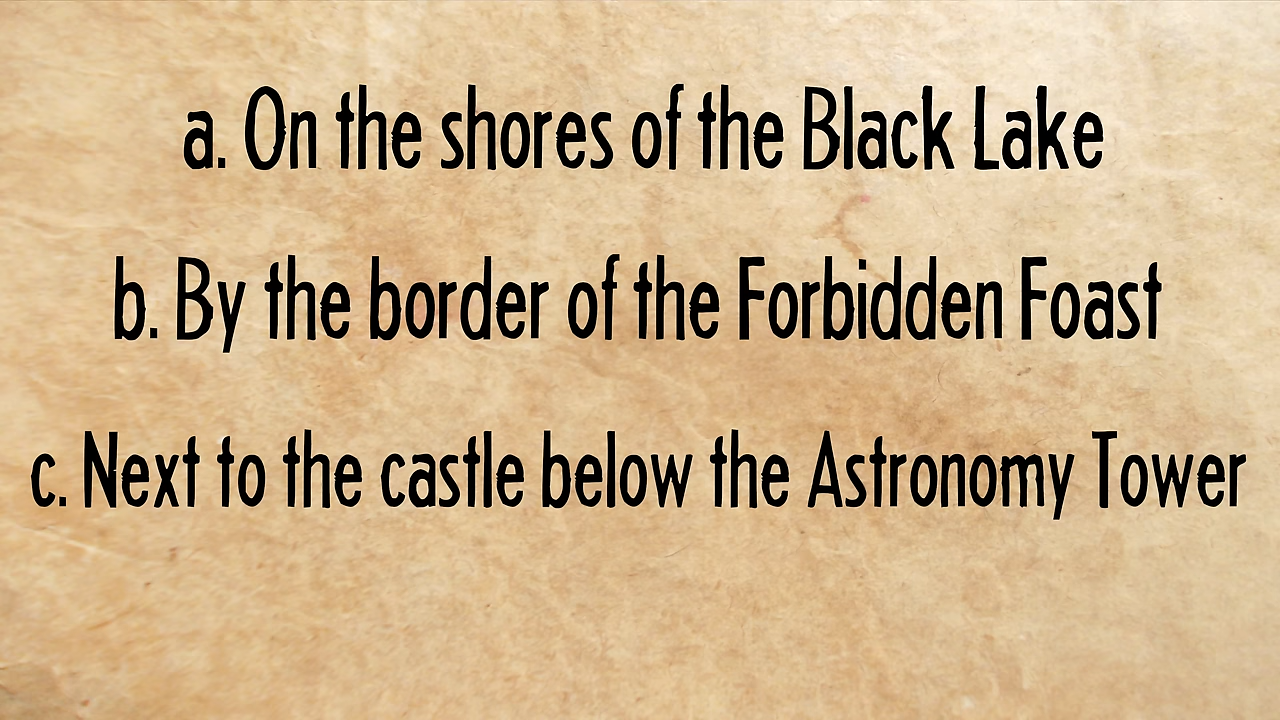 a. On the shores of the Black Lake
b. By the border of the Forbidden Foast
c. Next to the castle below the Astronomy Tower